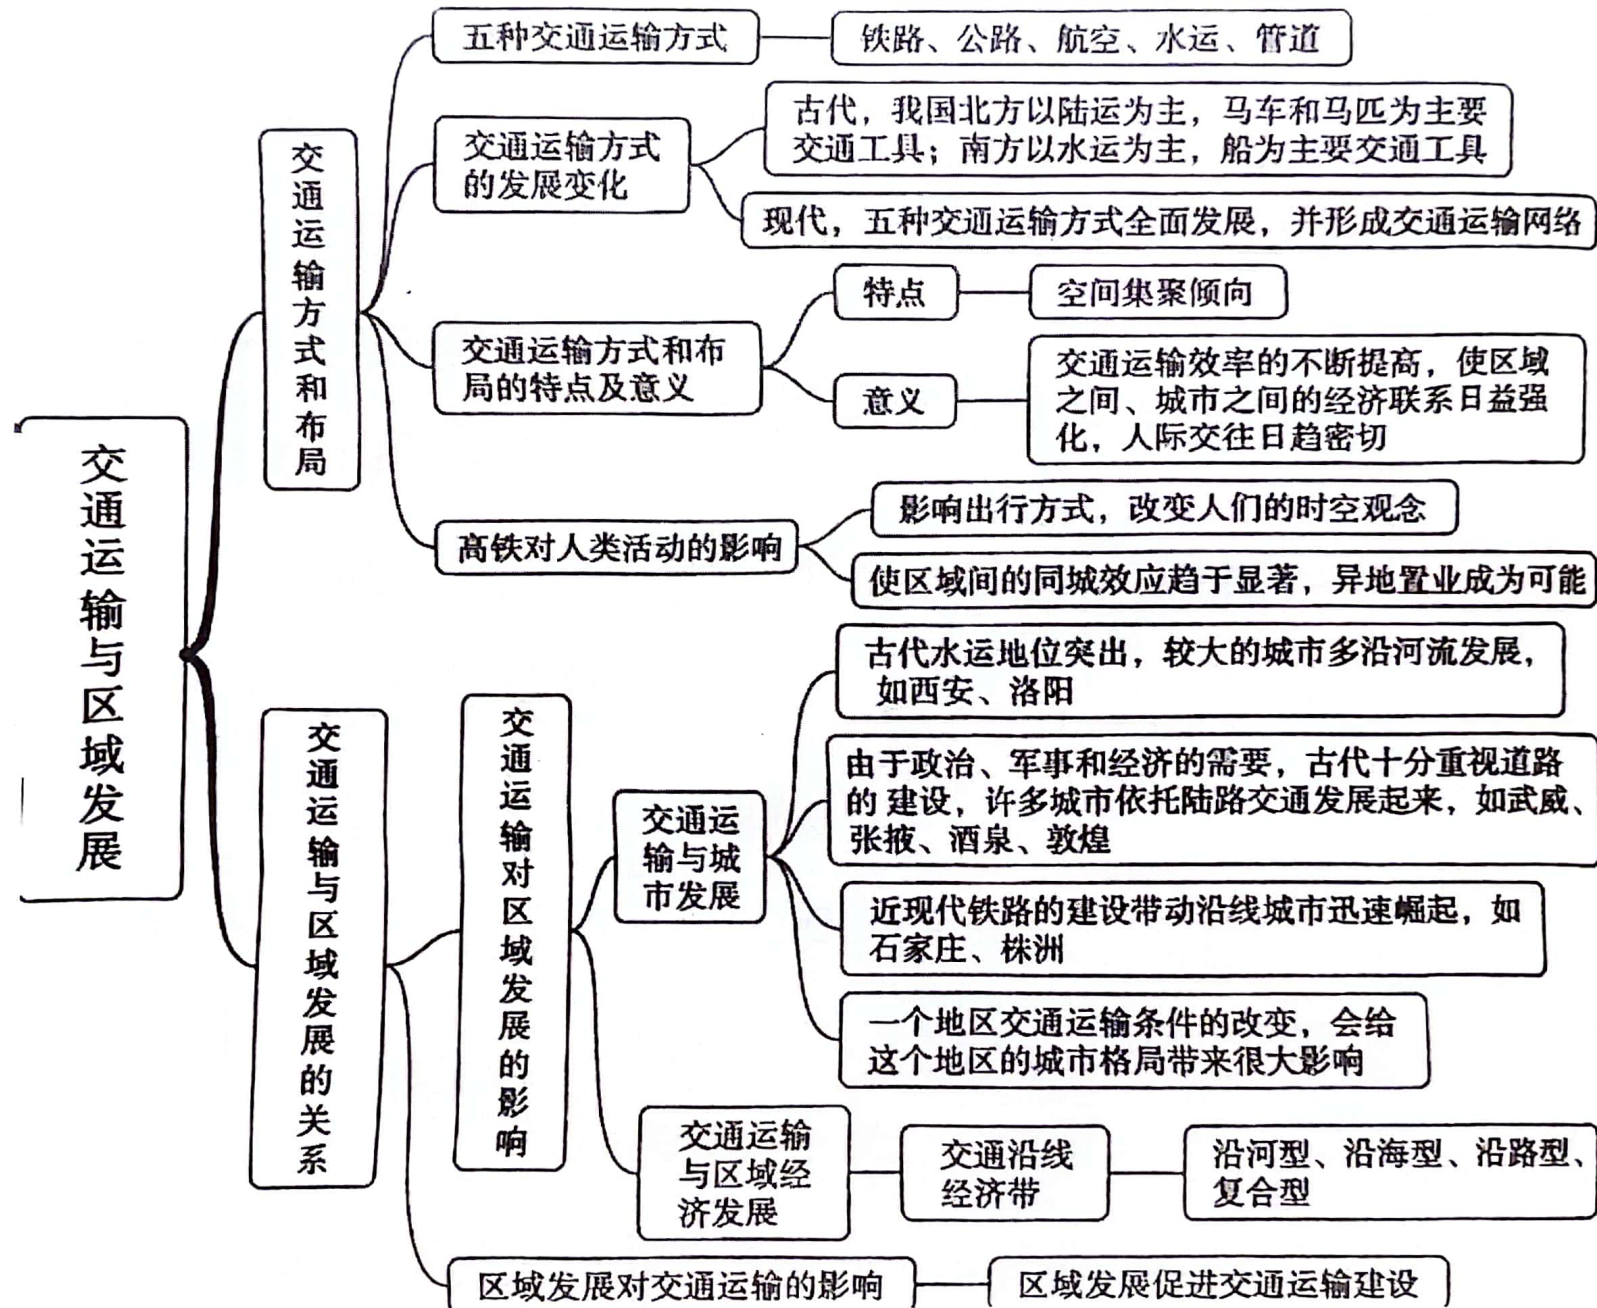 交通运输与区域发展
交通运输方式和布局
五种交通运输方式
铁路、公路、航空、水运、管道
交通运输方式
的发展变化
古代，我国北方以陆运为主，马车和马匹为主要
交通工具；南方以水运为主，船为主要交通工具
现代，五种交通运输方式全面发展，并形成交通运输网络
交通运输方式和布
局的特点及意义
特点
空间集聚倾向
意义
交通运输效率的不断提高，使区域
之间、城市之间的经济联系日益强
化，人际交往日趋密切
高铁对人类活动的影响
影响出行方式，改变人们的时空观念
使区域间的同城效应趋于显著，异地置业成为可能
交通运输与区域发展的关系
交通运输对区域发展的影响
交通运
输与城
市发展
古代水运地位突出，较大的城市多沿河流发展，
如西安、洛阳
由于政治、军事和经济的需要，古代十分重视道路
的 建设，许多城市依托陆路交通发展起来，如武威、
张掖、酒泉、敦煌
近现代铁路的建设带动沿线城市迅速崛起，如
石家庄、株洲
一个地区交通运输条件的改变，会给
这个地区的城市格局带来很大影响
交通运输
与区域经
济发展
交通沿线
经济带
沿河型、沿海型、沿路型、
复合型
区域发展对交通运输的影响
区域发展促进交通运输建设